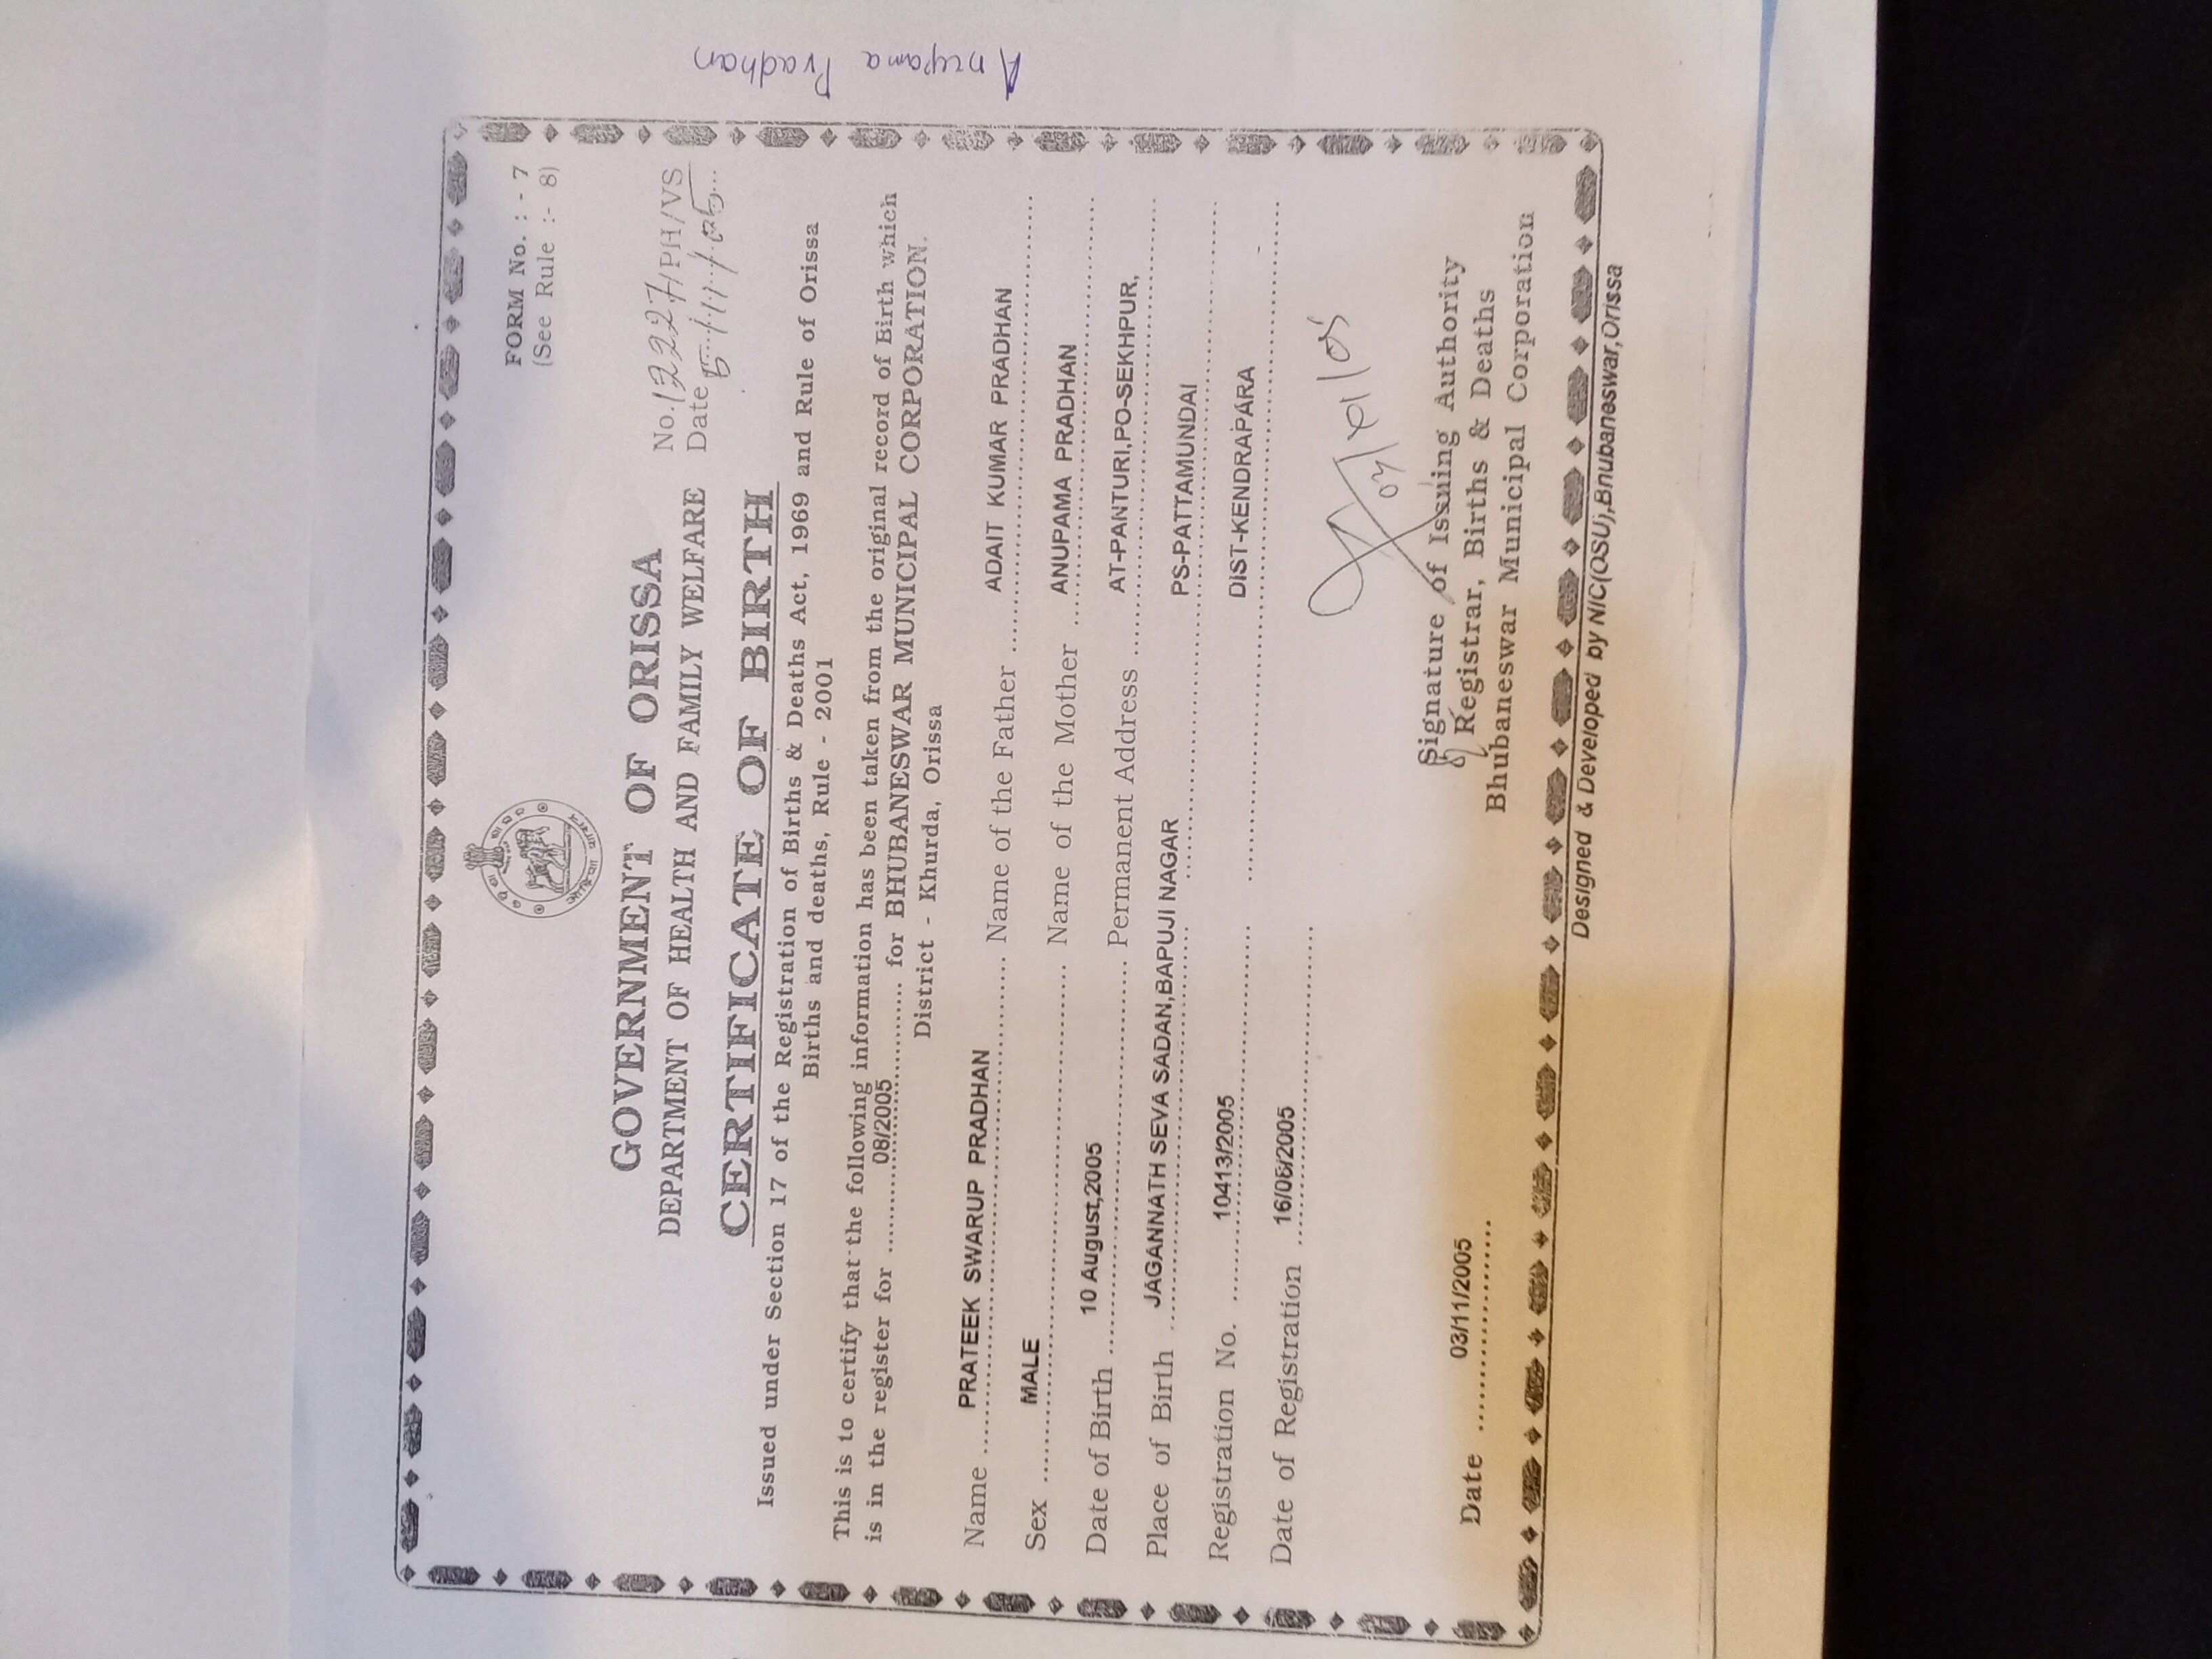 FORM No. : - 7
(See Rule :- 8)
GOVERNMENT OF ORISSA
No. 12227/PH/VS
DEPARTMENT OF HEALTH AND FAMILY WELFARE
Date 5/11/05
CERTIFICATE OF BIRTH
Issued under Section 17 of the Registration of Births & Deaths Act, 1969 and Rule of Orissa
Births and deaths, Rule - 2001
This is to certify that the following information has been taken from the original record of Birth which
is in the register for 08/2005 for BHUBANESWAR MUNICIPAL CORPORATION.
District - Khurda, Orissa
Name PRATEEK SWARUP PRADHAN Name of the Father ADAIT KUMAR PRADHAN
Sex MALE Name of the Mother ANUPAMA PRADHAN
Date of Birth 10 August,2005 Permanent Address AT-PANTURI,PO-SEKHPUR,
Place of Birth JAGANNATH SEVA SADAN,BAPUJI NAGAR PS-PATTAMUNDAI
Registration No. 10413/2005 DIST-KENDRAPARA
Date of Registration 16/08/2005
Signature of Issuing Authority
Registrar, Births & Deaths
Date 03/11/2005 Bhubaneswar Municipal Corporation
Designed & Developed by NIC(OSU),Bhubaneswar,Orissa
Anupama Pradhan